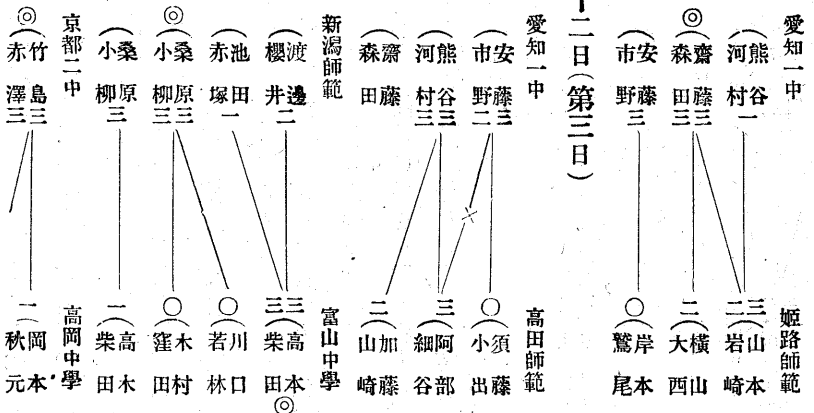 愛知一中
(熊谷 河村一
◎(齋藤三 森田三
(安藤 市野三
三(山本 二岩崎
二(横山 大西
〇(岸本 鷲尾
姫路師範
十二日(第三日)
愛知一中
(安藤三 市野二
(熊谷三 河村三
(齋藤 森田
〇(須藤 小出
三(阿部 細谷
二(加藤 山崎
高田師範
新潟師範
(渡邊 櫻井二
(池田 赤塚一
◎(桑原三 小柳三
(桑原 小柳三
三三(高本 柴田◎
〇(川口 若林
〇(木村 窪田
一(高木 柴田
富山中學
京都二中
◎(竹島三 赤澤三
一(岡本 秋元
高岡中學